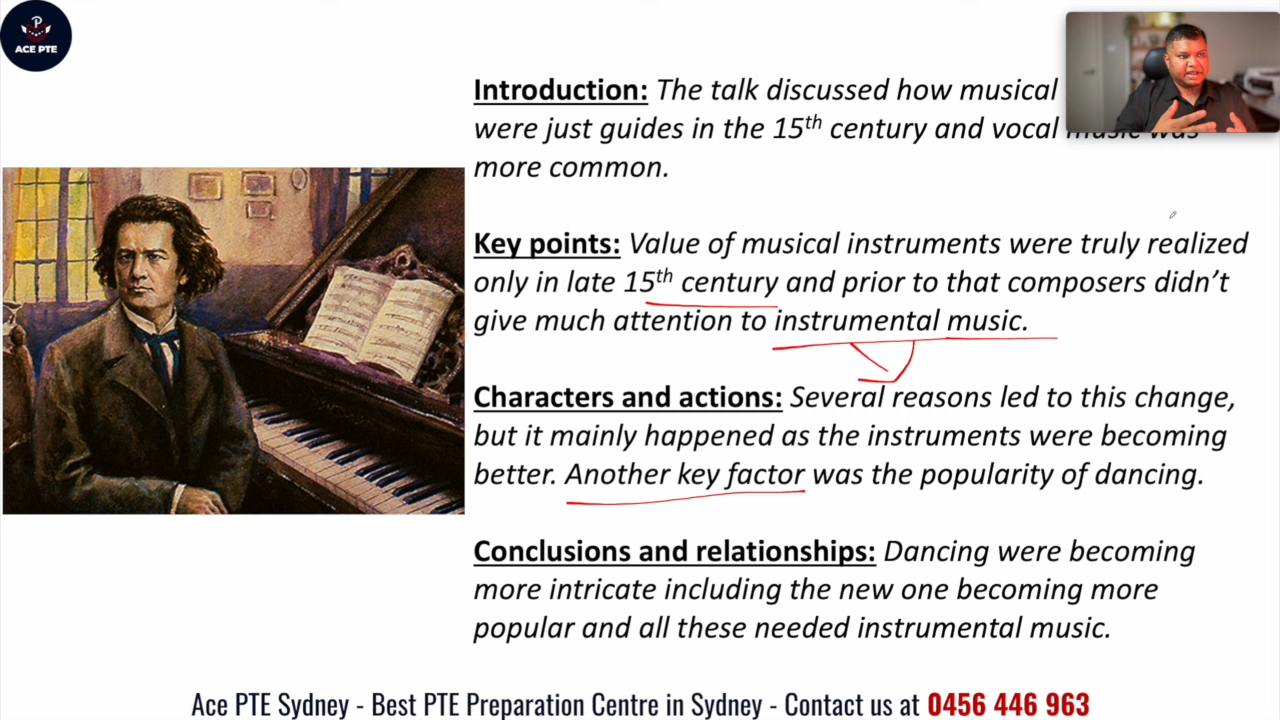 ACE PTE
Introduction: The talk discussed how musical
were just guides in the 15th century and vocal music was
more common.
Key points: Value of musical instruments were truly realized
only in late 15th century and prior to that composers didn't
give much attention to instrumental music.
Characters and actions: Several reasons led to this change,
but it mainly happened as the instruments were becoming
better. Another key factor was the popularity of dancing.
Conclusions and relationships: Dancing were becoming
more intricate including the new one becoming more
popular and all these needed instrumental music.
Ace PTE Sydney - Best PTE Preparation Centre in Sydney - Contact us at 0456 446 963